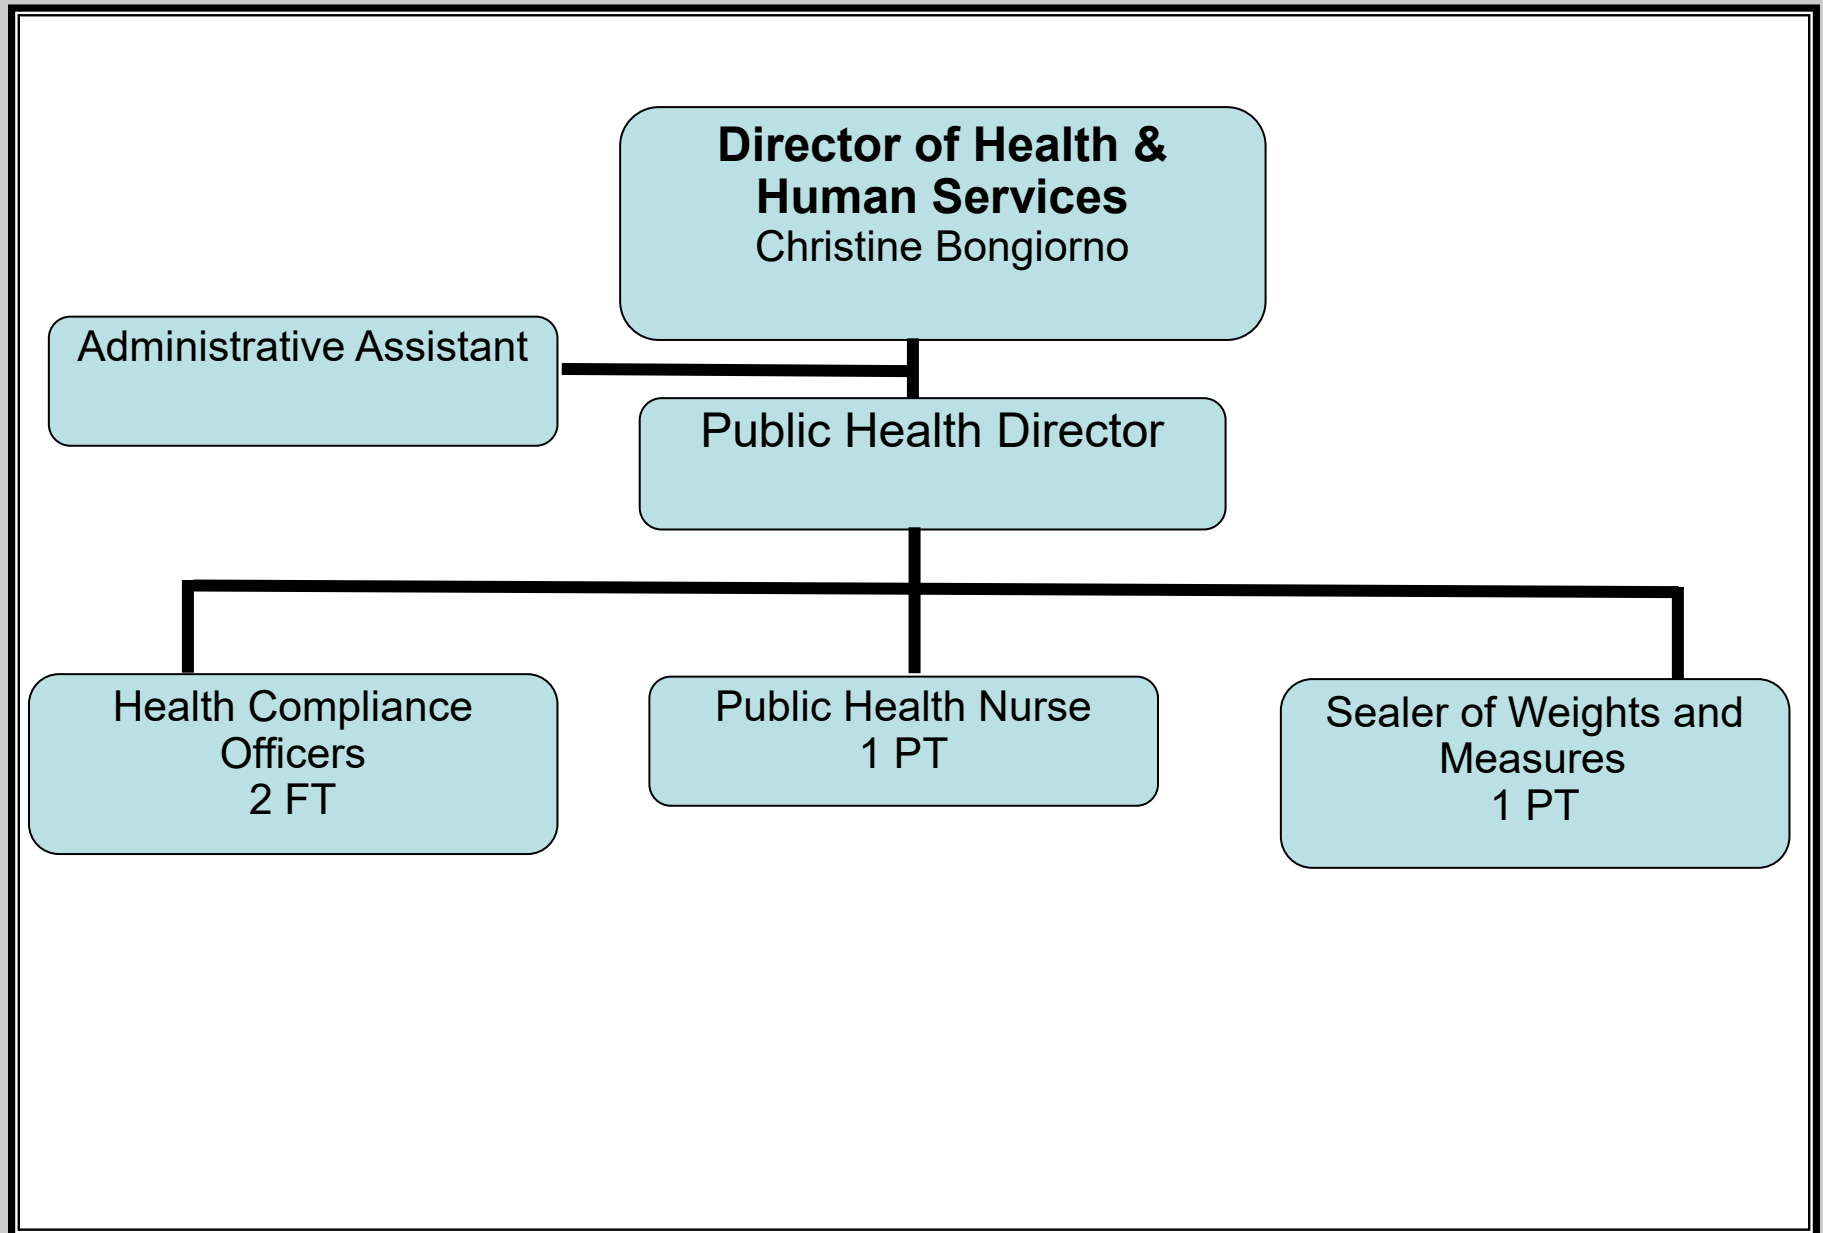 Director of Health &
Human Services
Christine Bongiorno
Administrative Assistant
Public Health Director
Health Compliance
Officers
2 FT
Public Health Nurse
1 PT
Sealer of Weights and
Measures
1 PT